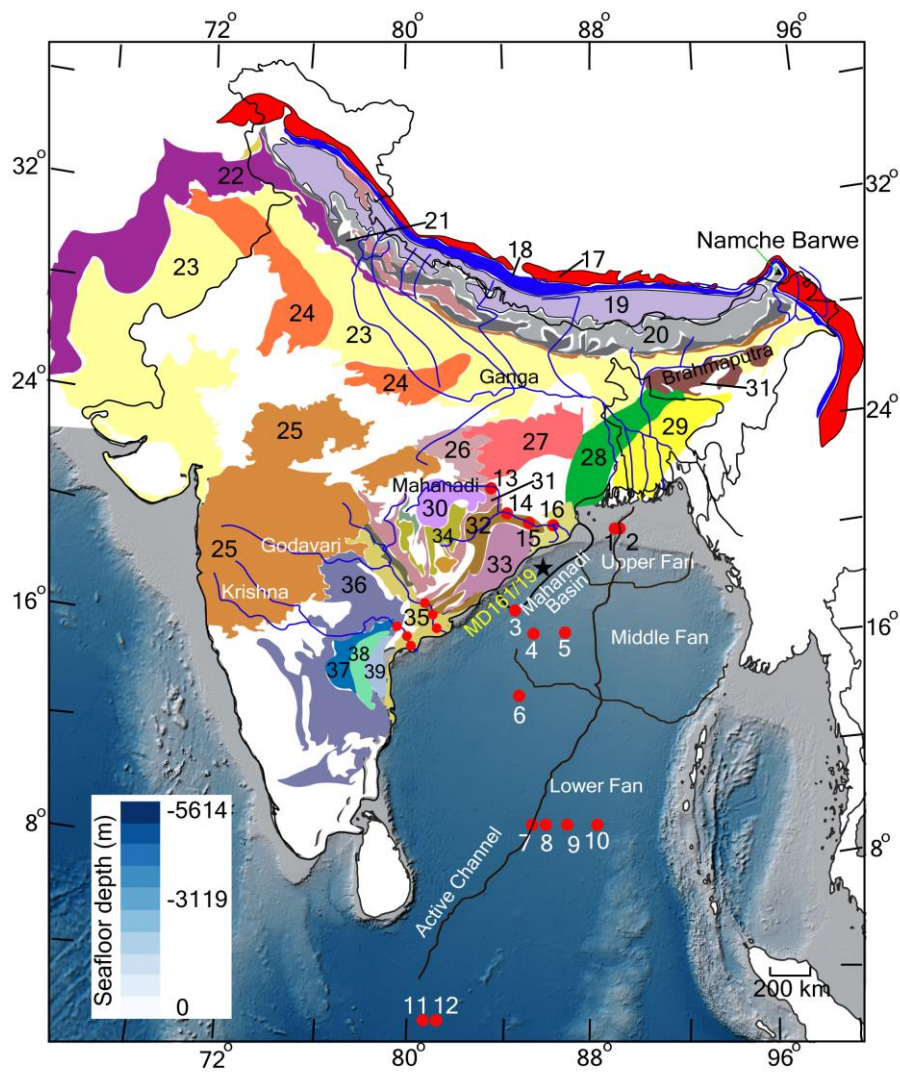 72° 80° 88° 96°
32° 32°
22
21
Namche Barwe
18 17
23
19
24
20
23
24° 24 Ganga Brahmaputra 31
24°
25 26 27 28 29
Mahanadi 13 31
30 14
34 32 15 16
25 Godavari 33
1 2
Upper Fan
36
MD161/19
Mahanadi
Basin
Krishna
16° 35 16°
3 Middle Fan
4 5
38
37 39
6
Lower Fan
-5614
8° 8°
7 8 9 10
Seafloor depth (m)
-3119
Active Channel
0
11 12
200 km
72° 80° 88° 96°